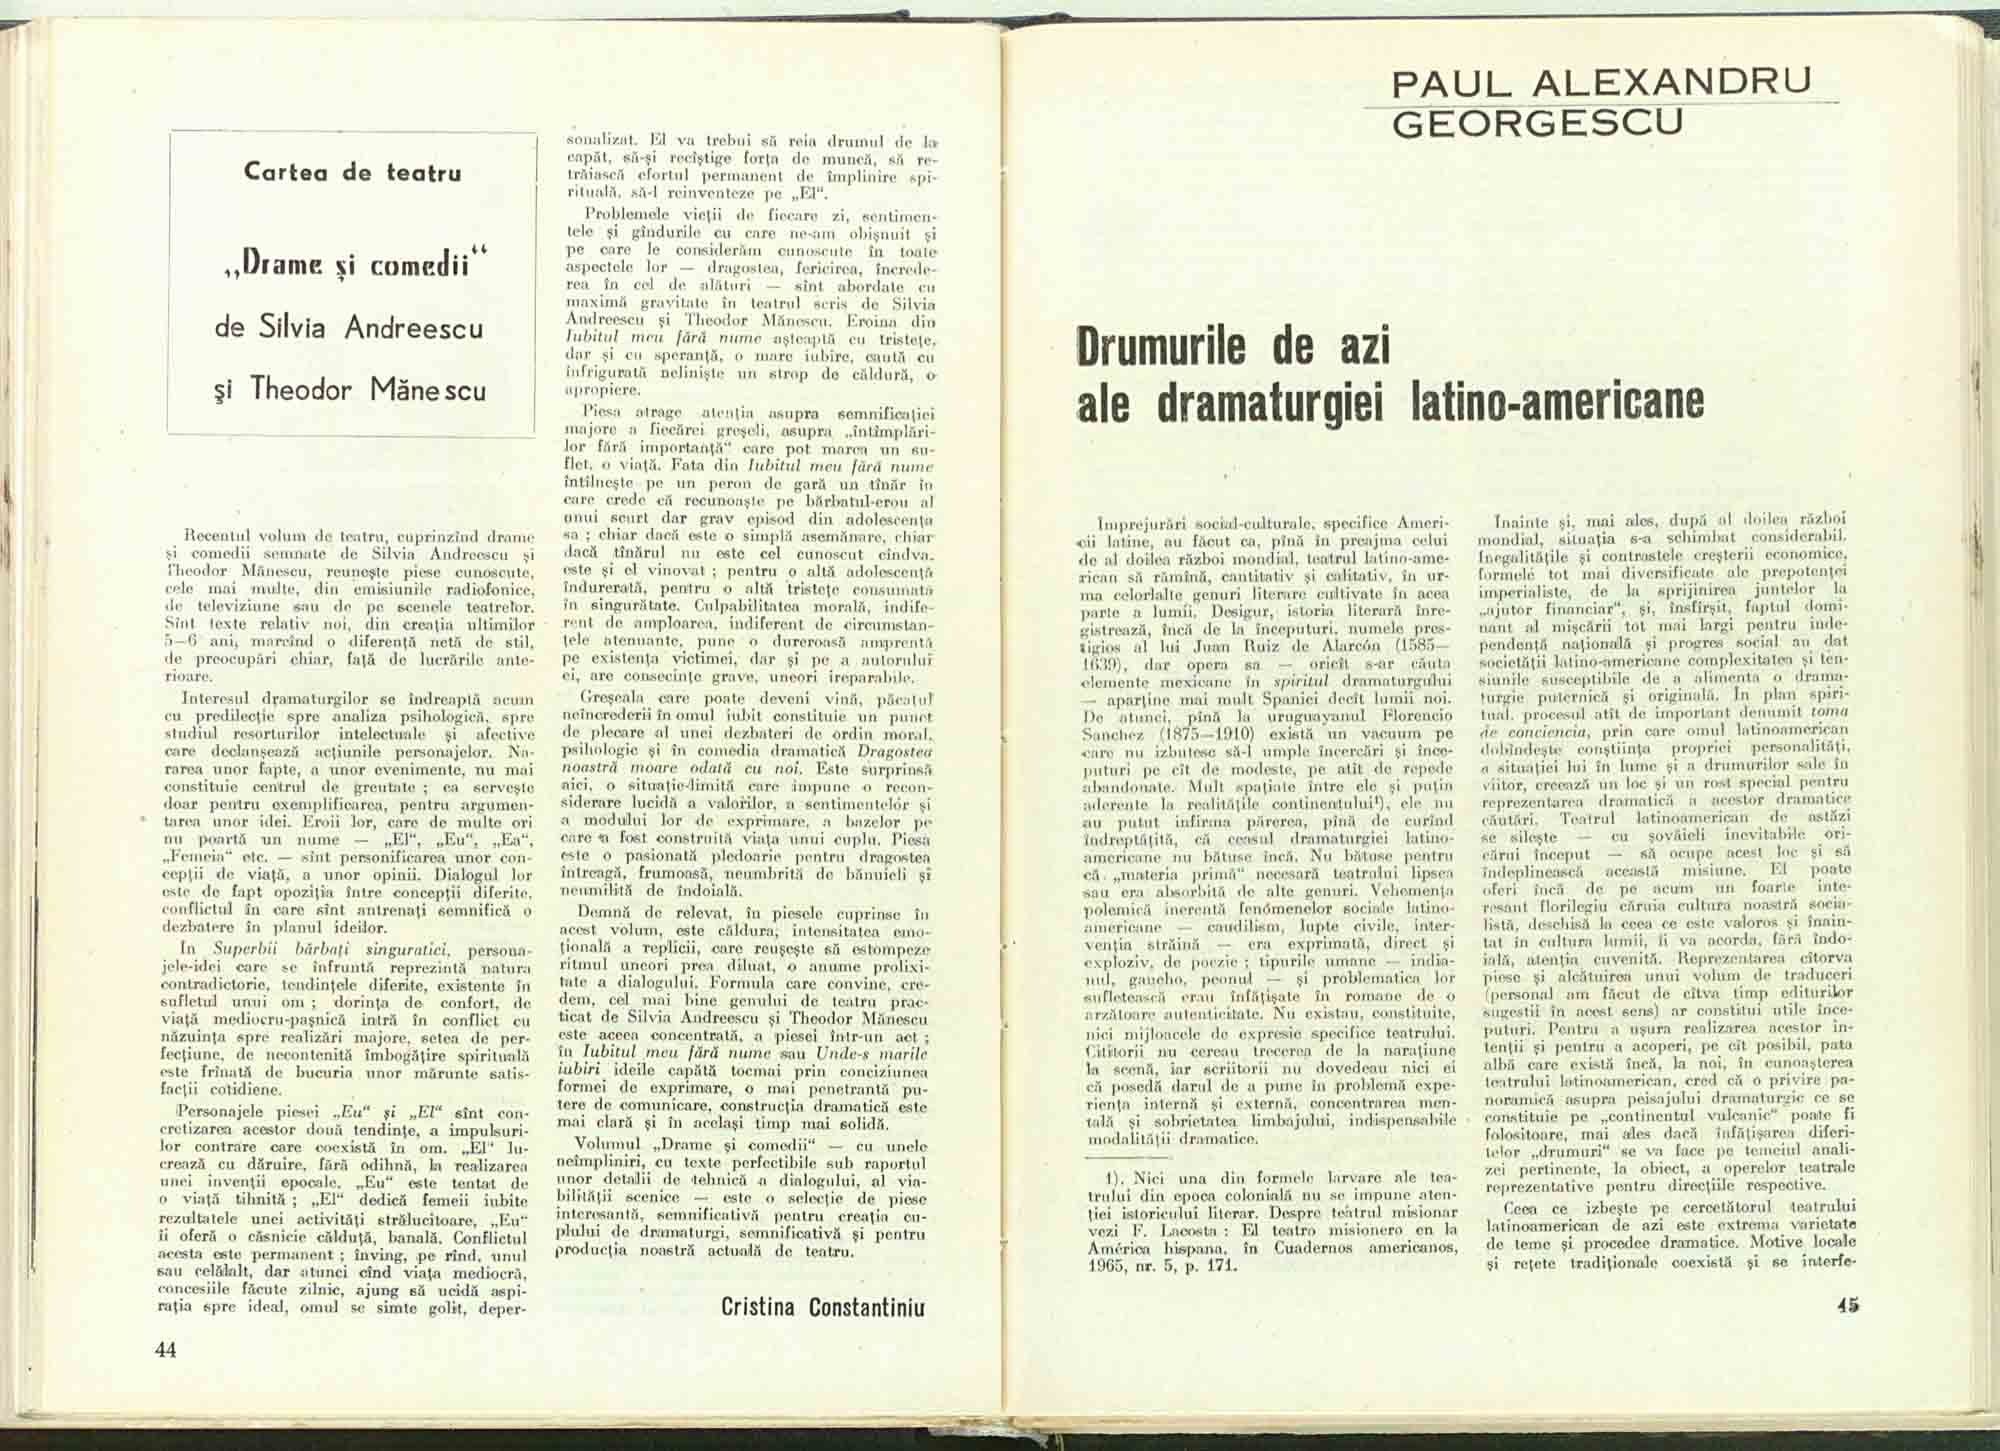 Cartea de teatru
„Drame și comedii“
de Silvia Andreescu
și Theodor Mănescu
Recentul volum de teatru, cuprinzînd drame
și comedii semnate de Silvia Andreescu și
Theodor Mănescu, reunește piese cunoscute,
cele mai multe, din emisiunile radiofonice,
de televiziune sau de pe scenele teatrelor.
Sînt texte relativ noi, din creația ultimilor
5—6 ani, marcînd o diferență netă de stil,
de preocupări chiar, față de lucrările ante-
rioare.
Interesul dramaturgilor se îndreaptă acum
cu predilecție spre analiza psihologică, spre
studiul resorturilor intelectuale și afective
care declanșează acțiunile personajelor. Na-
rarea unor fapte, a unor evenimente, nu mai
constituie centrul de greutate ; ea servește
doar pentru exemplificarea, pentru argumen-
tarea unor idei. Eroii lor, care de multe ori
nu poartă un nume — „El“, „Eu“, „Ea“,
„Femeia“ etc. — sînt personificarea unor con-
cepții de viață, a unor opinii. Dialogul lor
este de fapt opoziția între concepții diferite,
conflictul în care sînt antrenați semnifică o
dezbatere în planul ideilor.
In Superbii bărbați singuratici, persona-
jele-idei care se înfruntă reprezintă natura
contradictorie, tendințele diferite, existente în
sufletul unui om ; dorința de confort, de
viață mediocru-pașnică intră în conflict cu
năzuința spre realizări majore, setea de per-
fecțiune, de necontenită îmbogățire spirituală
este frînată de bucuria unor mărunte satis-
facții cotidiene.
Personajele piesei „Eu“ și „El“ sînt con-
cretizarea acestor două tendințe, a impulsuri-
lor contrare care coexistă în om. „El“ lu-
crează cu dăruire, fără odihnă, la realizarea
unei invenții epocale, „Eu“ este tentat de
o viață tihnită ; „El“ dedică femeii iubite
rezultatele unei activități strălucitoare, „Eu“
îi oferă o căsnicie călduță, banală. Conflictul
acesta este permanent ; înving, pe rînd, unul
sau celălalt, dar atunci cînd viața mediocră,
concesiile făcute zilnic, ajung să ucidă aspi-
rația spre ideal, omul se simte golit, deper-
44
sonalizat. El va trebui să reia drumul de la
capăt, să-și recîștige forța de muncă, să re-
trăiască efortul permanent de împlinire spi-
rituală, să-l reinventeze pe „El“.
Problemele vieții de fiecare zi, sentimen-
tele și gîndurile cu care ne-am obișnuit și
pe care le considerăm cunoscute în toate
aspectele lor — dragostea, fericirea, încrede-
rea în cel de alături — sînt abordate cu
maximă gravitate în teatrul scris de Silvia
Andreescu și Theodor Mănescu. Eroina din
Iubitul meu fără nume așteaptă cu tristețe,
dar și cu speranță, o mare iubire, caută cu
înfrigurată neliniște un strop de căldură, o
apropiere.
Piesa atrage atenția asupra semnificației
majore a fiecărei greșeli, asupra „întîmplări-
lor fără importanță“ care pot marca un su-
flet, o viață. Fata din Iubitul meu fără nume
întîlnește pe un peron de gară un tînăr în
care crede că recunoaște pe bărbatul-erou al
unui scurt dar grav episod din adolescența
sa ; chiar dacă este o simplă asemănare, chiar
dacă tînărul nu este cel cunoscut cîndva,
este și el vinovat ; pentru o altă adolescență
îndurerată, pentru o altă tristețe consumată
în singurătate. Culpabilitatea morală, indife-
rent de amploarea, indiferent de circumstan-
țele atenuante, pune o dureroasă amprentă
pe existența victimei, dar și pe a autorului
ei, are consecințe grave, uneori ireparabile.
Greșeala care poate deveni vină, păcatul
neîncrederii în omul iubit constituie un punct
de plecare al unei dezbateri de ordin moral,
psihologic și în comedia dramatică Dragostea
noastră moare odată cu noi. Este surprinsă
aici, o situație-limită care impune o recon-
siderare lucidă a valorilor, a sentimentelor și
a modului lor de exprimare, a bazelor pe
care a fost construită viața unui cuplu. Piesa
este o pasionată pledoarie pentru dragostea
întreagă, frumoasă, neumbrită de bănuieli și
neumilită de îndoială.
Demnă de relevat, în piesele cuprinse în
acest volum, este căldura, intensitatea emo-
țională a replicii, care reușește să estompeze
ritmul uneori prea diluat, o anume prolixi-
tate a dialogului. Formula care convine, cre-
dem, cel mai bine genului de teatru prac-
ticat de Silvia Andreescu și Theodor Mănescu
este aceea concentrată, a piesei într-un act ;
în Iubitul meu fără nume sau Unde-s marile
iubiri ideile capătă tocmai prin conciziunea
formei de exprimare, o mai penetrantă pu-
tere de comunicare, construcția dramatică este
mai clară și în același timp mai solidă.
Volumul „Drame și comedii“ — cu unele
neîmpliniri, cu texte perfectibile sub raportul
unor detalii de tehnică a dialogului, al via-
bilității scenice — este o selecție de piese
interesantă, semnificativă pentru creația cu-
plului de dramaturgi, semnificativă și pentru
producția noastră actuală de teatru.
Cristina Constantiniu
PAUL ALEXANDRU
GEORGESCU
Drumurile de azi
ale dramaturgiei latino-americane
Imprejurări social-culturale, specifice Ameri-
cii latine, au făcut ca, pînă în preajma celui
de al doilea război mondial, teatrul latino-ame-
rican să rămînă, cantitativ și calitativ, în ur-
ma celorlalte genuri literare cultivate în acea
parte a lumii. Desigur, istoria literară înre-
gistrează, încă de la începuturi, numele pres-
tigios al lui Juan Ruiz de Alarcón (1585—
1639), dar opera sa — oricît s-ar căuta
elemente mexicane în spiritul dramaturgului
— aparține mai mult Spaniei decît lumii noi.
De atunci, pînă la uruguayanul Florencio
Sanchez (1875—1910) există un vacuum pe
care nu izbutesc să-l umple încercări și înce-
puturi pe cît de modeste, pe atît de repede
abandonate. Mult spațiate între ele și puțin
aderente la realitățile continentului¹), ele nu
au putut infirma părerea, pînă de curînd
îndreptățită, că ceasul dramaturgiei latino-
americane nu bătuse încă. Nu bătuse pentru
că „materia primă“ necesară teatrului lipsea
sau era absorbită de alte genuri. Vehemența
polemică inerentă fenómenelor sociale latino-
americane — caudilism, lupte civile, inter-
venția străină — era exprimată, direct și
exploziv, de poezie ; tipurile umane — india-
nul, gaucho, peonul — și problematica lor
sufletească erau înfățișate în romane de o
arzătoare autenticitate. Nu existau, constituite,
nici mijloacele de expresie specifice teatrului.
Cititorii nu cereau trecerea de la narațiune
la scenă, iar scriitorii nu dovedeau nici ei
că posedă darul de a pune în problemă expe-
riența internă și externă, concentrarea men-
tală și sobrietatea limbajului, indispensabile
modalității dramatice.
1). Nici una din formele larvare ale tea-
trului din epoca colonială nu se impune aten-
ției istoricului literar. Despre teatrul misionar
vezi F. Lacosta : El teatro misionero en la
América hispana, în Cuadernos americanos,
1965, nr. 5, p. 171.
Inainte și, mai ales, după al doilea război
mondial, situația s-a schimbat considerabil.
Inegalitățile și contrastele creșterii economice,
formele tot mai diversificate ale prepotenței
imperialiste, de la sprijinirea juntelor la
„ajutor financiar“, și, însfîrșit, faptul domi-
nant al mișcării tot mai largi pentru inde-
pendență națională și progres social au dat
societății latino-americane complexitatea și ten-
siunile susceptibile de a alimenta o drama-
turgie puternică și originală. In plan spiri-
tual, procesul atît de important denumit toma
de conciencia, prin care omul latinoamerican
dobîndește conștiința propriei personalități,
a situației lui în lume și a drumurilor sale în
viitor, creează un loc și un rost special pentru
reprezentarea dramatică a acestor dramatice
căutări. Teatrul latinoamerican de astăzi
se silește — cu șovăieli inevitabile ori-
cărui început — să ocupe acest loc și să
îndeplinească această misiune. El poate
oferi încă de pe acum un foarte inte-
resant florilegiu căruia cultura noastră socia-
listă, deschisă la ceea ce este valoros și înain-
tat în cultura lumii, îi va acorda, fără îndo-
ială, atenția cuvenită. Reprezentarea cîtorva
piese și alcătuirea unui volum de traduceri
(personal am făcut de cîtva timp editurilor
sugestii în acest sens) ar constitui utile înce-
puturi. Pentru a ușura realizarea acestor in-
tenții și pentru a acoperi, pe cît posibil, pata
albă care există încă, la noi, în cunoașterea
teatrului latinoamerican, cred că o privire pa-
noramică asupra peisajului dramaturgic ce se
constituie pe „continentul vulcanic“ poate fi
folositoare, mai ales dacă înfățișarea diferi-
telor „drumuri“ se va face pe temeiul anali-
zei pertinente, la obiect, a operelor teatrale
reprezentative pentru direcțiile respective.
Ceea ce izbește pe cercetătorul teatrului
latinoamerican de azi este extrema varietate
de teme și procedee dramatice. Motive locale
și rețete tradiționale coexistă și se interfe-
45